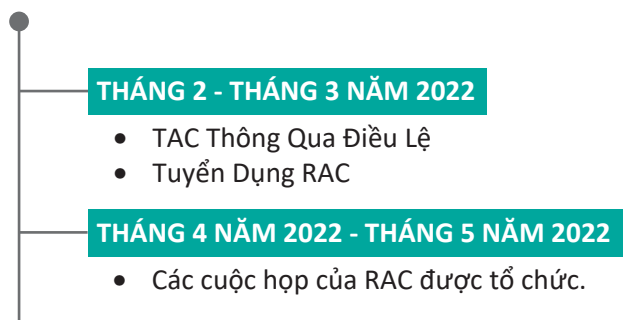 THÁNG 2 - THÁNG 3 NĂM 2022
• TAC Thông Qua Điều Lệ
• Tuyển Dụng RAC
THÁNG 4 NĂM 2022 - THÁNG 5 NĂM 2022
• Các cuộc họp của RAC được tổ chức.